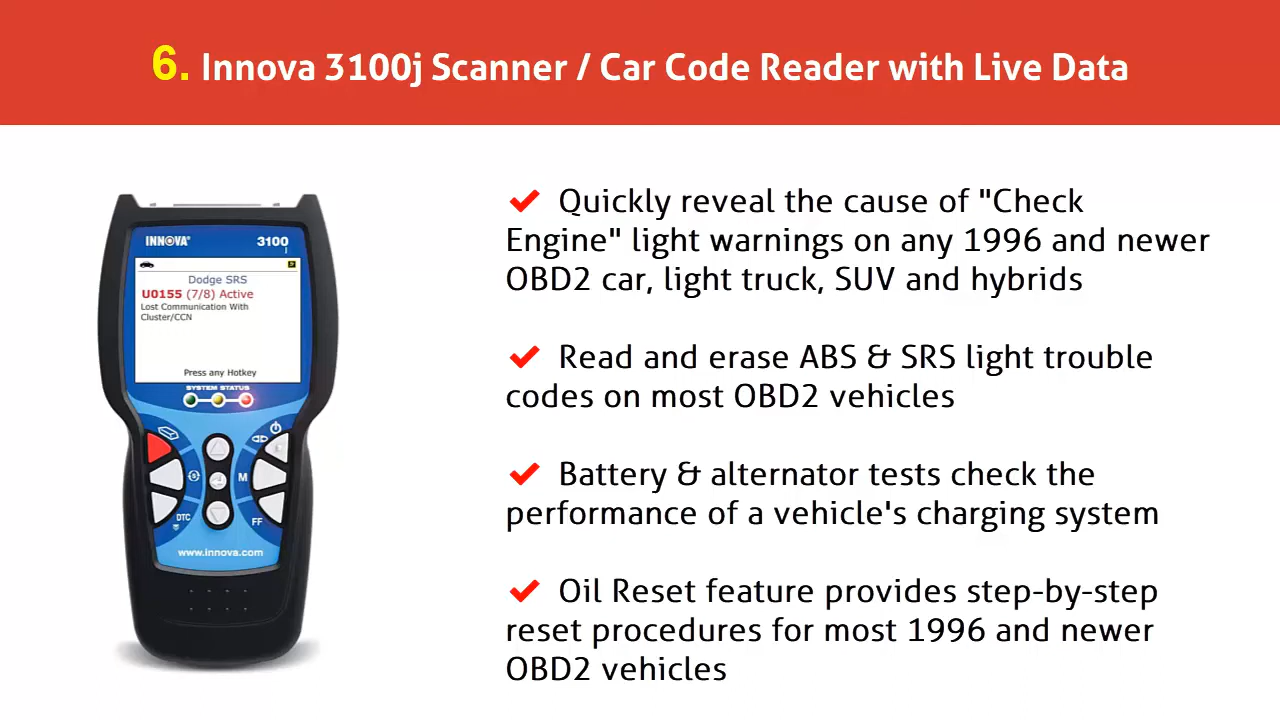 6. Innova 3100j Scanner / Car Code Reader with Live Data
INNOVA® 3100
Dodge SRS
U0155 (7/8) Active
Lost Communication With
Cluster/CCN
Press any Hotkey
SYSTEM STATUS
M
DTC
FF
www.innova.com
Quickly reveal the cause of "Check
Engine" light warnings on any 1996 and newer
OBD2 car, light truck, SUV and hybrids
Read and erase ABS & SRS light trouble
codes on most OBD2 vehicles
Battery & alternator tests check the
performance of a vehicle's charging system
Oil Reset feature provides step-by-step
reset procedures for most 1996 and newer
OBD2 vehicles